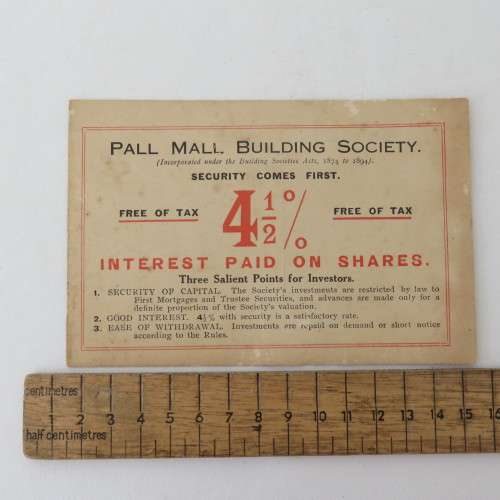 PALL MALL BUILDING SOCIETY.
(Incorporated under the Building Societies Acts, 1874 to 1894).
SECURITY COMES FIRST.
FREE OF TAX 4½% FREE OF TAX
INTEREST PAID ON SHARES.
Three Salient Points for Investors.
1. SECURITY OF CAPITAL. The Society's investments are restricted by law to
First Mortgages and Trustee Securities, and advances are made only for a
definite proportion of the Society's valuation.
2. GOOD INTEREST. 4½% with security is a satisfactory rate.
3. EASE OF WITHDRAWAL. Investments are repaid on demand or short notice
according to the Rules.
centimetres
1 2 3 4 5 6 7 8 9 10 11 12 13 14 15 16
half centimetres